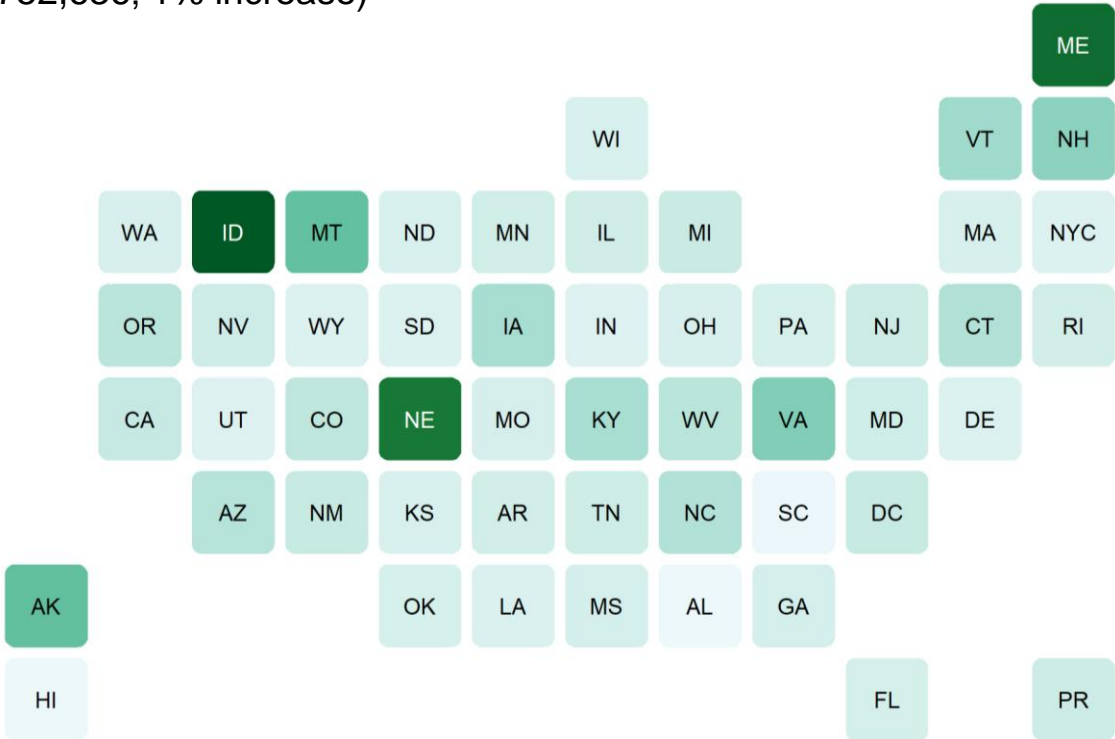 ME
WI VT NH
WA ID MT ND MN IL MI MA NYC
OR NV WY SD IA IN OH PA NJ CT RI
CA UT CO NE MO KY WV VA MD DE
AZ NM KS AR TN NC SC DC
AK OK LA MS AL GA
HI FL PR